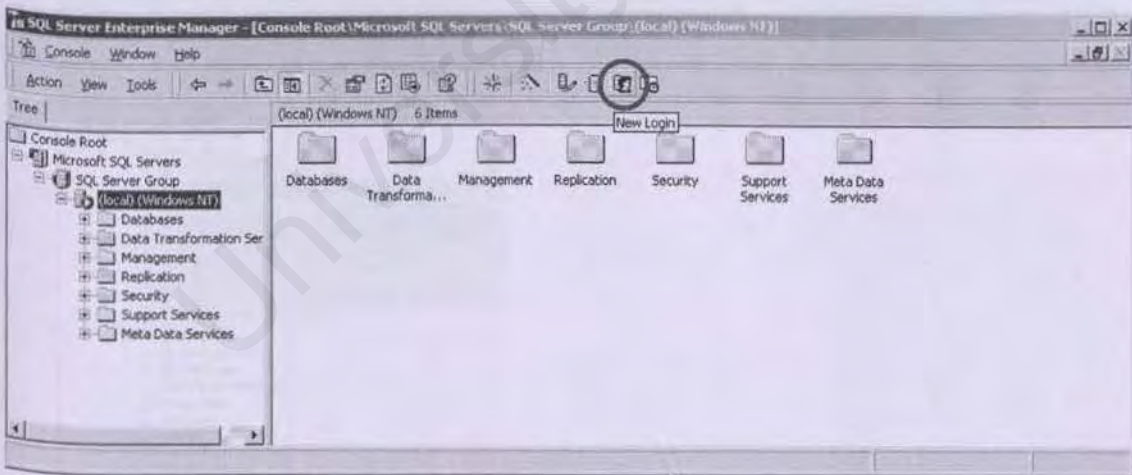 SQL Server Enterprise Manager - [Console Root\Microsoft SQL Servers\SQL Server Group\(local) (Windows NT)]
Console Window Help
Action View Tools
Tree
(local) (Windows NT) 6 Items
New Login
Console Root
Microsoft SQL Servers
SQL Server Group
(local) (Windows NT)
Databases
Data Transformation Ser
Management
Replication
Security
Support Services
Meta Data Services
Databases
Data Transforma...
Management
Replication
Security
Support Services
Meta Data Services
Universit